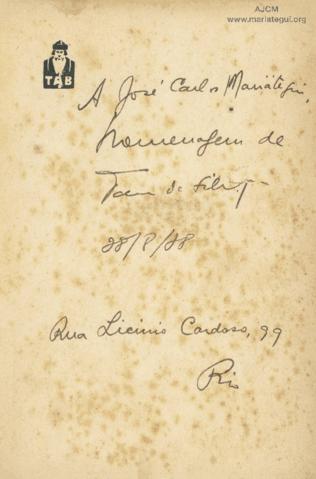 AJCM
www.mariategui.org
TAB
A José Carlos Mariátegui,
homenagem de
28/8/28
Rua Licinio Cardoso, 99
Rio